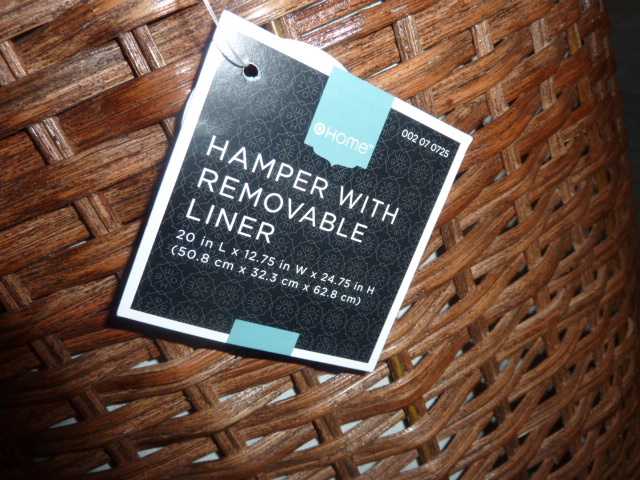 HOME™
002 07 0725
HAMPER WITH
REMOVABLE
LINER
20 in L x 12.75 in W x 24.75 in H
(50.8 cm x 32.3 cm x 62.8 cm)